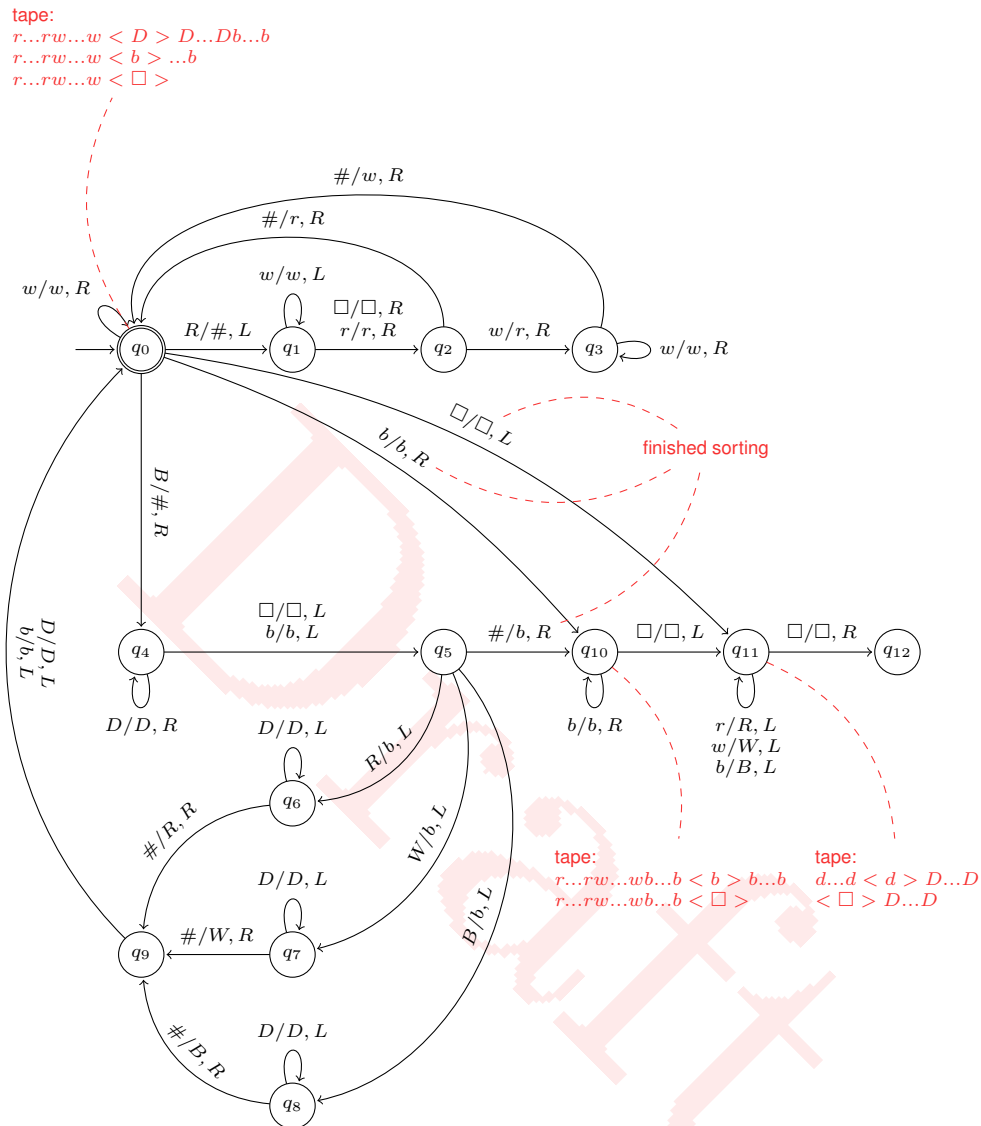 tape:
r...rw...w < D > D...Db...b
r...rw...w < b > ...b
r...rw...w < □ >
#/w, R
#/r, R
w/w, L
w/w, R
□/□, R
r/r, R
R/#, L
w/r, R
q0
q1
q2
q3
w/w, R
□/□, L
b/b, R
finished sorting
B/#, R
D/D, L
b/b, L
□/□, L
b/b, L
#/b, R
□/□, L
□/□, R
q4
q5
q10
q11
q12
D/D, R
b/b, R
r/R, L
w/W, L
b/B, L
D/D, L
R/b, L
q6
#/R, R
W/b, L
D/D, L
tape:
r...rw...wb...b < b > b...b
r...rw...wb...b < □ >
tape:
d...d < d > D...D
< □ > D...D
B/b, L
q9
#/W, R
q7
D/D, L
#/B, R
q8
Draft